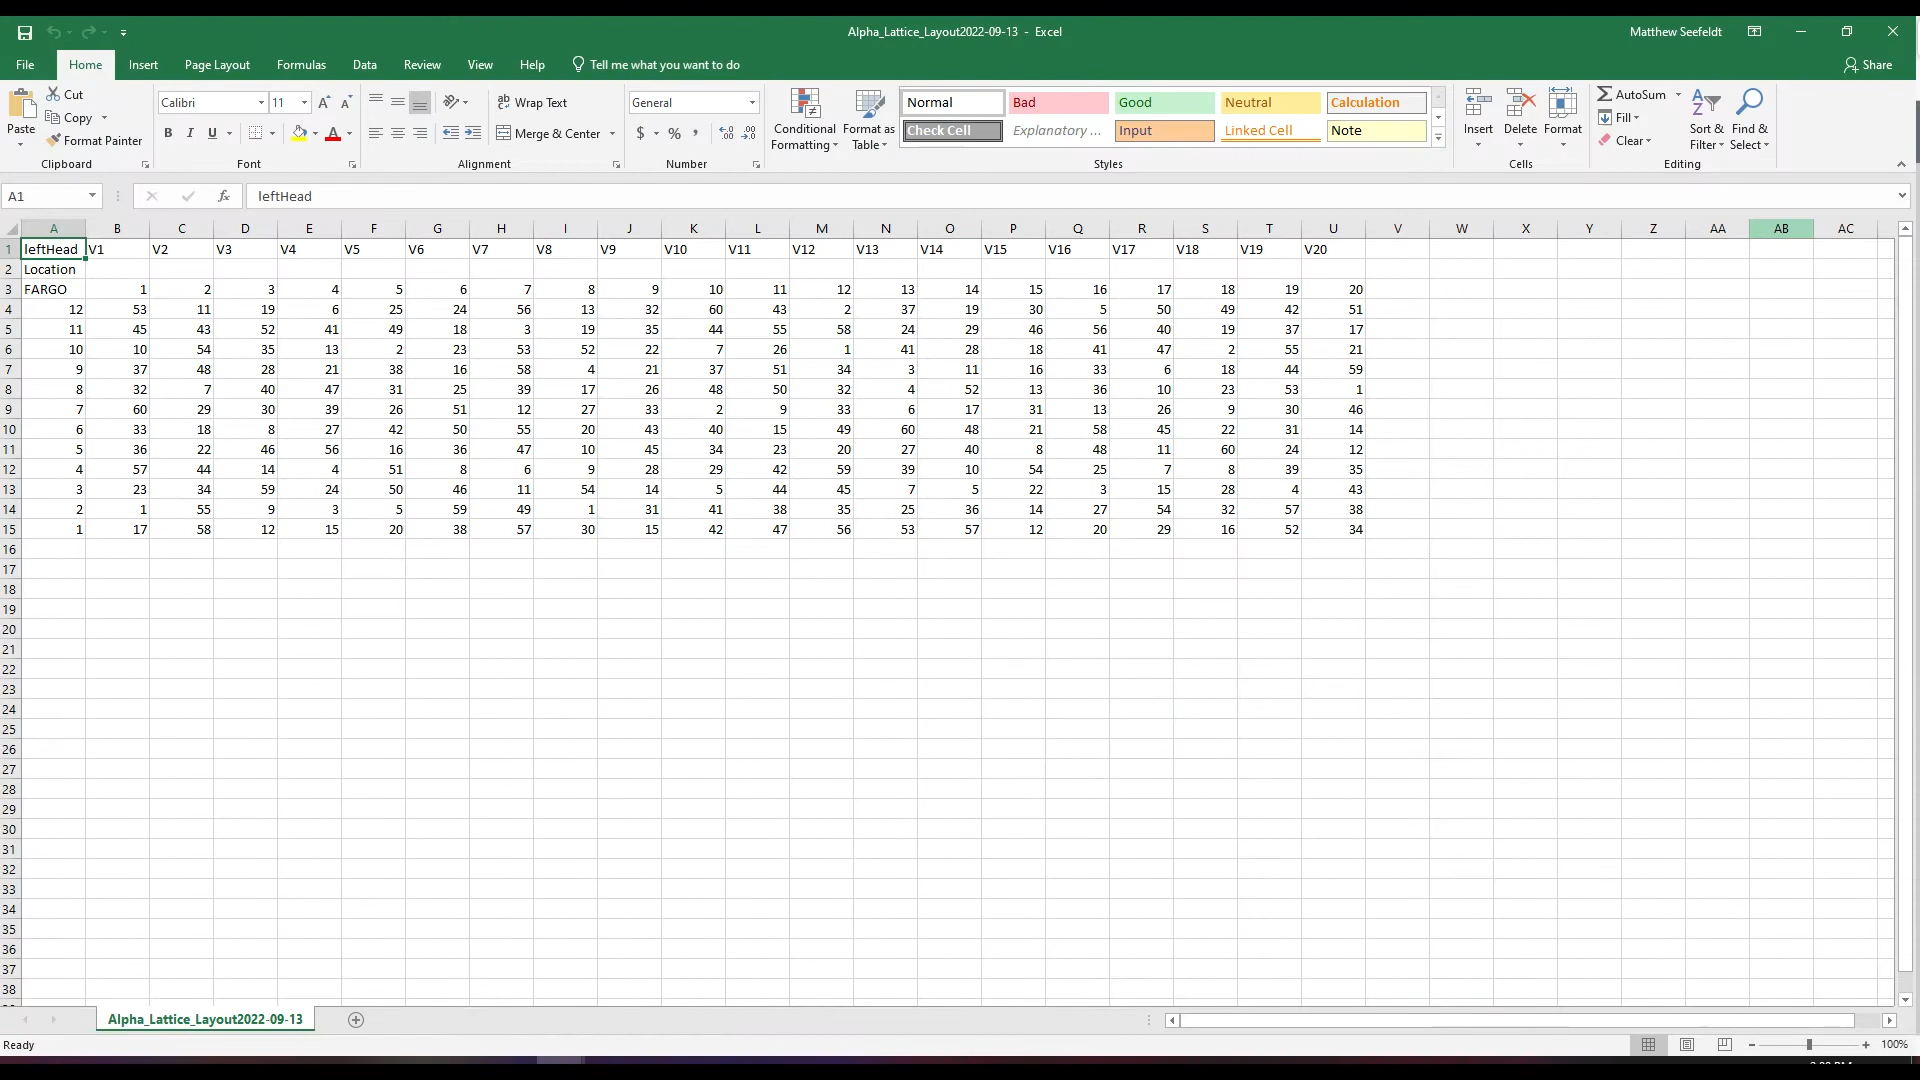 Alpha_Lattice_Layout2022-09-13 - Excel
Matthew Seefeldt
File Home Insert Page Layout Formulas Data Review View Help Tell me what you want to do
Share
Paste
Cut
Copy
Format Painter
Clipboard
Calibri 11
B I U
Font
Wrap Text
Merge & Center
Alignment
General
$ % ,
Number
Conditional Formatting
Format as Table
Normal Bad Good Neutral Calculation
Check Cell Explanatory ... Input Linked Cell Note
Styles
Insert Delete Format
Cells
AutoSum
Fill
Clear
Sort & Filter
Find & Select
Editing
A1 fx leftHead
A B C D E F G H I J K L M N O P Q R S T U V W X Y Z AA AB AC
1 leftHead V1 V2 V3 V4 V5 V6 V7 V8 V9 V10 V11 V12 V13 V14 V15 V16 V17 V18 V19 V20
2 Location
3 FARGO 1 2 3 4 5 6 7 8 9 10 11 12 13 14 15 16 17 18 19 20
4 12 53 11 19 6 25 24 56 13 32 60 43 2 37 19 30 5 50 49 42 51
5 11 45 43 52 41 49 18 3 19 35 44 55 58 24 29 46 56 40 19 37 17
6 10 10 54 35 13 2 23 53 52 22 7 26 1 41 28 18 41 47 2 55 21
7 9 37 48 28 21 38 16 58 4 21 37 51 34 3 11 16 33 6 18 44 59
8 8 32 7 40 47 31 25 39 17 26 48 50 32 4 52 13 36 10 23 53 1
9 7 60 29 30 39 26 51 12 27 33 2 9 33 6 17 31 13 26 9 30 46
10 6 33 18 8 27 42 50 55 20 43 40 15 49 60 48 21 58 45 22 31 14
11 5 36 22 46 56 16 36 47 10 45 34 23 20 27 40 8 48 11 60 24 12
12 4 57 44 14 4 51 8 6 9 28 29 42 59 39 10 54 25 7 8 39 35
13 3 23 34 59 24 50 46 11 54 14 5 44 45 7 5 22 3 15 28 4 43
14 2 1 55 9 3 5 59 49 1 31 41 38 35 25 36 14 27 54 32 57 38
15 1 17 58 12 15 20 38 57 30 15 42 47 56 53 57 12 20 29 16 52 34
16
17
18
19
20
21
22
23
24
25
26
27
28
29
30
31
32
33
34
35
36
37
38
Alpha_Lattice_Layout2022-09-13
Ready
100%